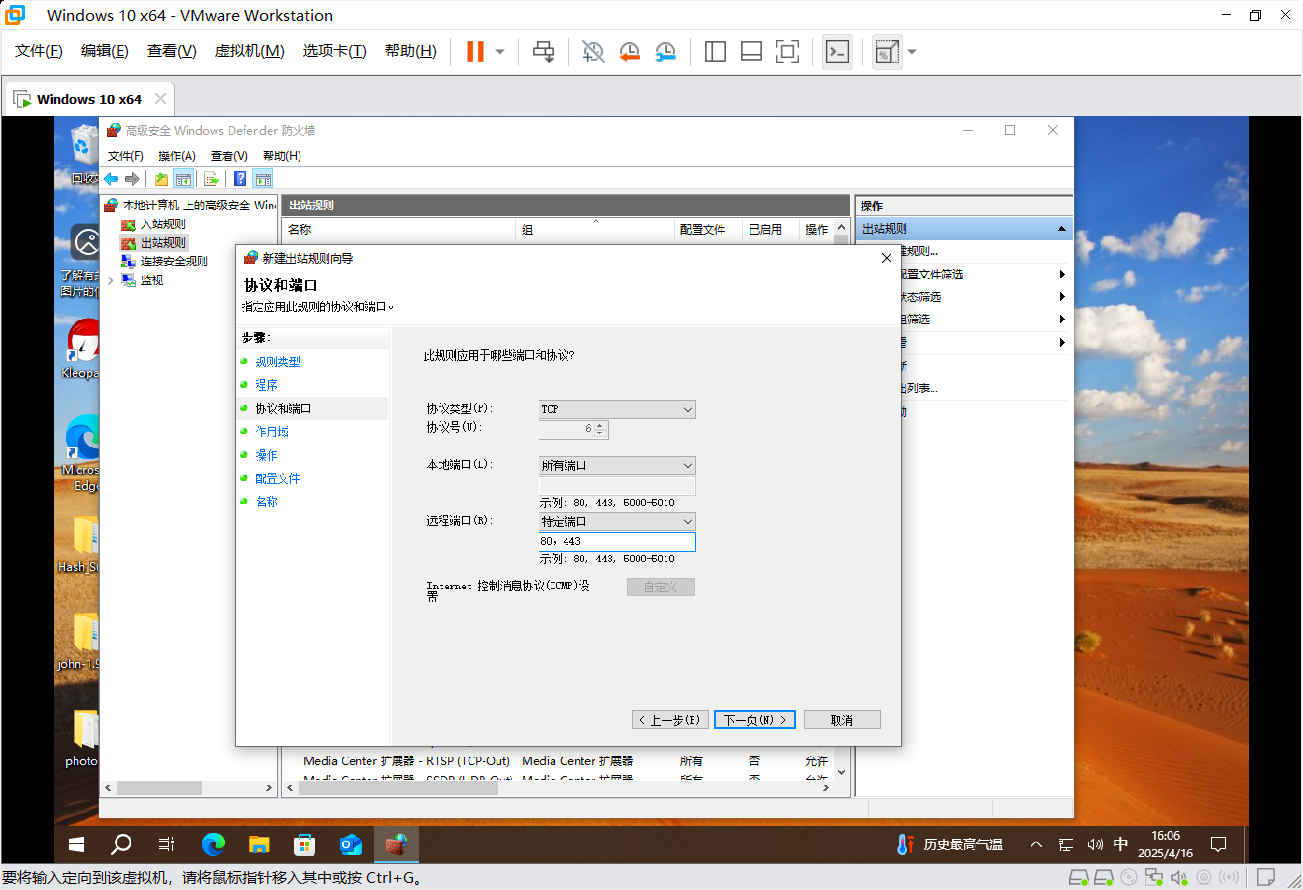 Windows 10 x64 - VMware Workstation
文件(F) 编辑(E) 查看(V) 虚拟机(M) 选项卡(T) 帮助(H)
Windows 10 x64
高级安全 Windows Defender 防火墙
文件(F) 操作(A) 查看(V) 帮助(H)
本地计算机 上的高级安全 Win
入站规则
出站规则
连接安全规则
监视
出站规则
名称 组 配置文件 已启用 操作
操作
出站规则
建规则...
配置文件筛选
状态筛选
组筛选
看
新
出列表...
助
新建出站规则向导
协议和端口
指定应用此规则的协议和端口。
步骤:
规则类型
程序
协议和端口
作用域
操作
配置文件
名称
此规则应用于哪些端口和协议?
协议类型(P): TCP
协议号(U): 6
本地端口(L): 所有端口
示例: 80, 443, 5000-5010
远程端口(R): 特定端口
80, 443
示例: 80, 443, 5000-5010
Internet 控制消息协议(ICMP)设
置
自定义
< 上一步(B) 下一页(N) > 取消
Media Center 扩展器 - RTSP (TCP-Out) Media Center 扩展器 所有 否 允许
Media Center 扩展器 - SSDP (UDP-Out) Media Center 扩展器 所有 否 允许
回收
了解有
图片的信
Kleopa
Micros
Edge
Hash_Su
john-1.9
photo
历史最高气温
中
16:06
2025/4/16
要将输入定向到该虚拟机，请将鼠标指针移入其中或按 Ctrl+G。